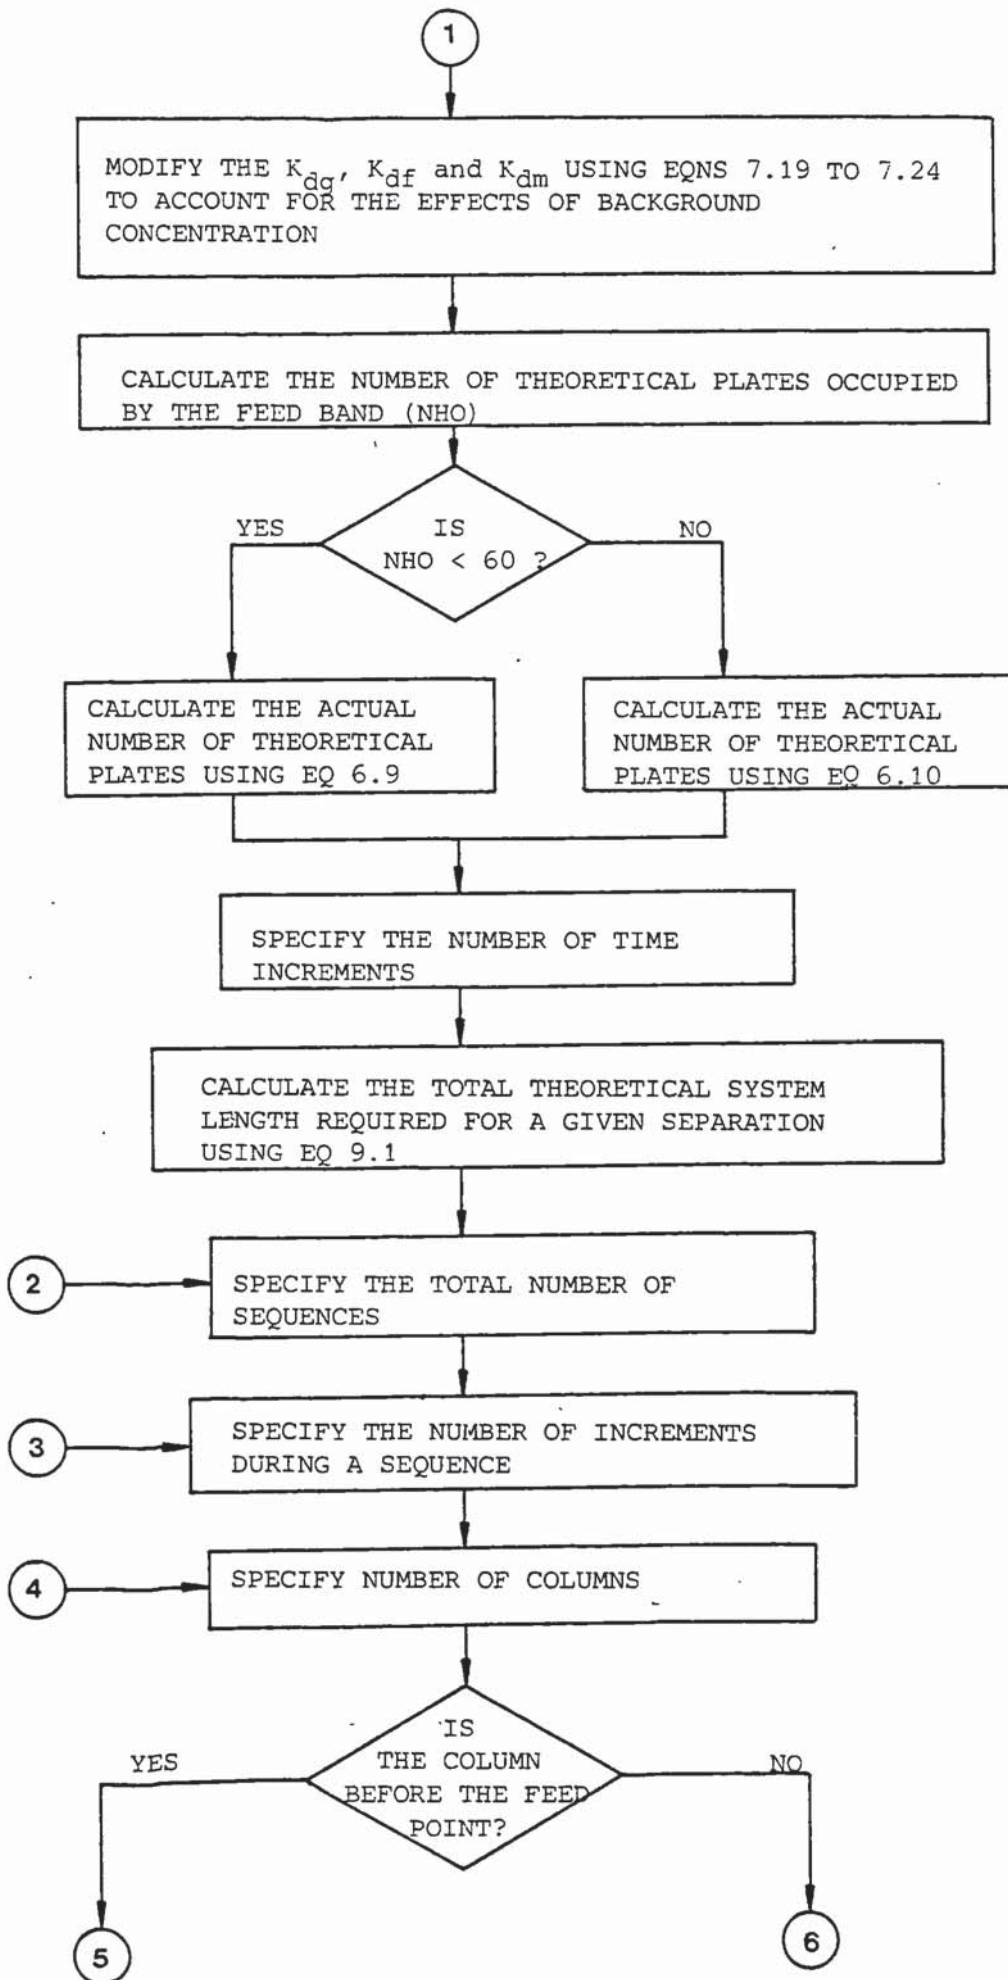 1
MODIFY THE Kdg, Kdf and Kdm USING EQNS 7.19 TO 7.24
TO ACCOUNT FOR THE EFFECTS OF BACKGROUND
CONCENTRATION
CALCULATE THE NUMBER OF THEORETICAL PLATES OCCUPIED
BY THE FEED BAND (NHO)
YES
IS
NHO < 60 ?
NO
CALCULATE THE ACTUAL
NUMBER OF THEORETICAL
PLATES USING EQ 6.9
CALCULATE THE ACTUAL
NUMBER OF THEORETICAL
PLATES USING EQ 6.10
SPECIFY THE NUMBER OF TIME
INCREMENTS
CALCULATE THE TOTAL THEORETICAL SYSTEM
LENGTH REQUIRED FOR A GIVEN SEPARATION
USING EQ 9.1
2
SPECIFY THE TOTAL NUMBER OF
SEQUENCES
3
SPECIFY THE NUMBER OF INCREMENTS
DURING A SEQUENCE
4
SPECIFY NUMBER OF COLUMNS
YES
IS
THE COLUMN
BEFORE THE FEED
POINT?
NO
5
6